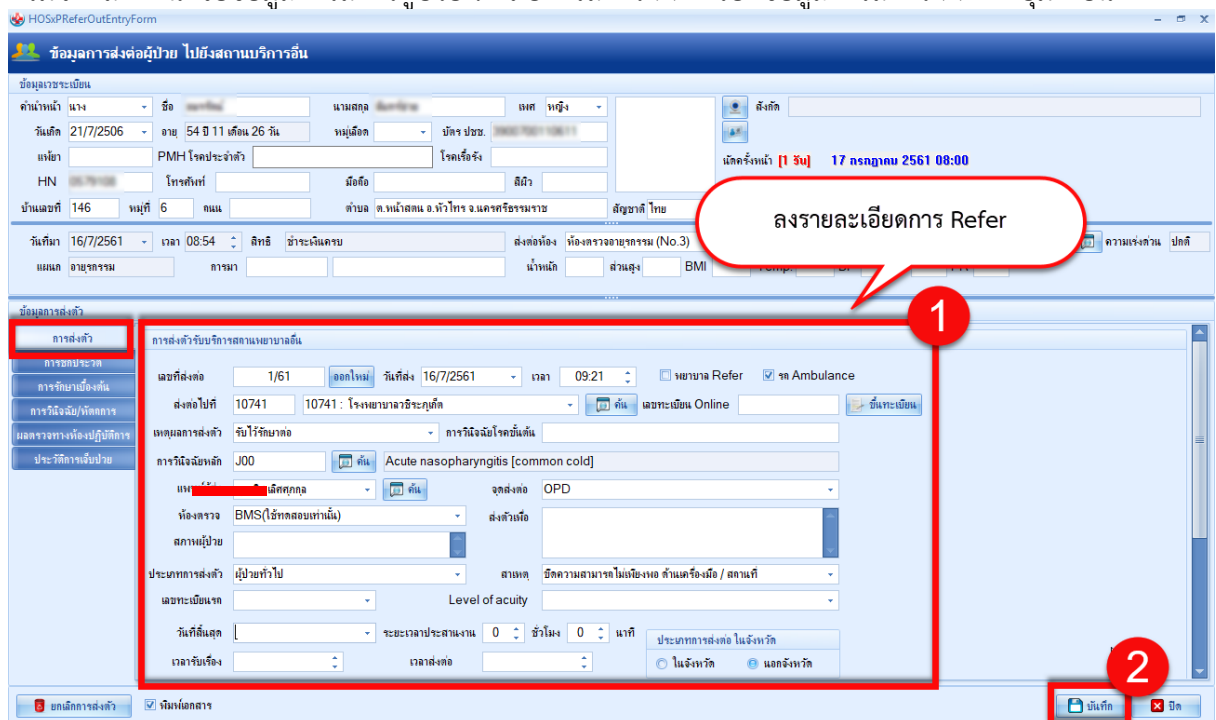 HOSxPReferOutEntryForm
ข้อมูลการส่งต่อผู้ป่วย ไปยังสถานบริการอื่น
ข้อมูลเวชระเบียน
คำนำหน้า นาง ชื่อ นามสกุล เพศ หญิง สังกัด
วันเกิด 21/7/2506 อายุ 54 ปี 11 เดือน 26 วัน หมู่เลือด บัตร ปชช.
แพ้ยา PMH โรคประจำตัว โรคเรื้อรัง นัดครั้งหน้า [1 วัน] 17 กรกฎาคม 2561 08:00
HN โทรศัพท์ มือถือ สีผิว
บ้านเลขที่ 146 หมู่ที่ 6 ถนน ตำบล ต.หน้าสตน อ.หัวไทร จ.นครศรีธรรมราช สัญชาติ ไทย
ลงรายละเอียดการ Refer
วันที่มา 16/7/2561 เวลา 08:54 สิทธิ ชำระเงินครบ ส่งต่อห้อง ห้องตรวจอายุรกรรม (No.3) ความเร่งด่วน ปกติ
แผนก อายุรกรรม การมา น้ำหนัก ส่วนสูง BMI
ข้อมูลการส่งตัว
1
การส่งตัว
การซักประวัติ
การรักษาเบื้องต้น
การวินิจฉัย/หัตถการ
ผลตรวจทางห้องปฏิบัติการ
ประวัติการเจ็บป่วย
การส่งตัวรับบริการสถานพยาบาลอื่น
เลขที่ส่งต่อ 1/61 ออกใหม่ วันที่ส่ง 16/7/2561 เวลา 09:21 พยาบาล Refer รถ Ambulance
ส่งต่อไปที่ 10741 10741 : โรงพยาบาลวชิระภูเก็ต ค้น เลขทะเบียน Online ขึ้นทะเบียน
เหตุผลการส่งตัว รับไว้รักษาต่อ การวินิจฉัยโรคขั้นต้น
การวินิจฉัยหลัก J00 ค้น Acute nasopharyngitis [common cold]
ค้น จุดส่งต่อ OPD
ห้องตรวจ BMS(ใช้ทดสอบเท่านั้น) ส่งตัวเพื่อ
สภาพผู้ป่วย
ประเภทการส่งตัว ผู้ป่วยทั่วไป สาเหตุ ขีดความสามารถไม่เพียงพอ ด้านเครื่องมือ / สถานที่
เลขทะเบียนรถ Level of acuity
วันที่สิ้นสุด ระยะเวลาประสานงาน 0 ชั่วโมง 0 นาที ประเภทการส่งต่อ ในจังหวัด
เวลารับเรื่อง เวลาส่งต่อ ในจังหวัด นอกจังหวัด
2
ยกเลิกการส่งตัว พิมพ์เอกสาร บันทึก ปิด